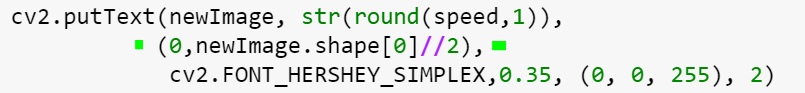 cv2.putText(newImage, str(round(speed,1)),
(0,newImage.shape[0]//2),
cv2.FONT_HERSHEY_SIMPLEX,0.35, (0, 0, 255), 2)